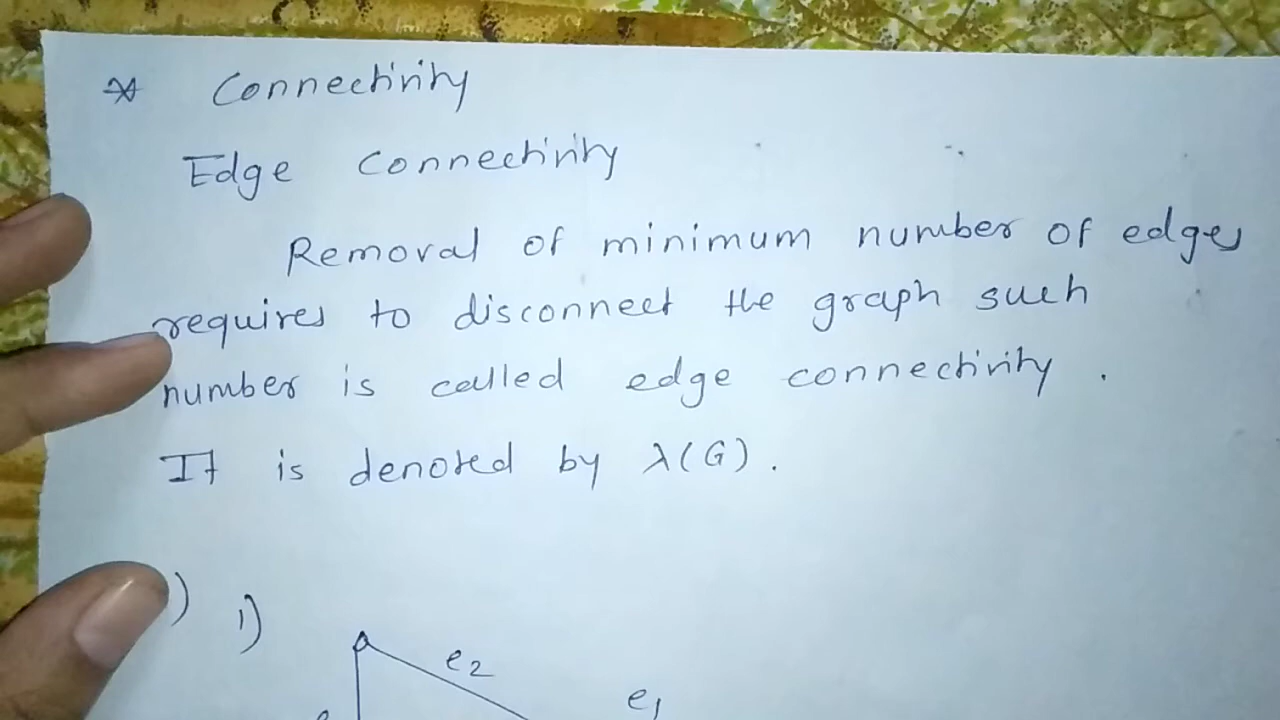 * Connectivity
Edge Connectivity
Removal of minimum number of edges
requires to disconnect the graph such
number is called edge connectivity .
It is denoted by λ(G) .
) 1)
e2
e1